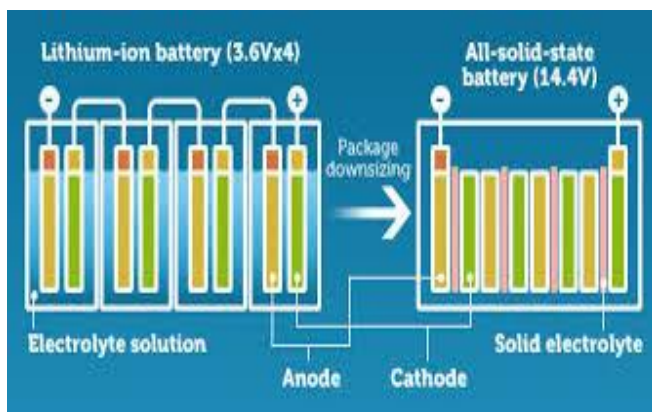 Lithium-ion battery (3.6Vx4)
All-solid-state
battery (14.4V)
Package
downsizing
Electrolyte solution
Solid electrolyte
Anode
Cathode